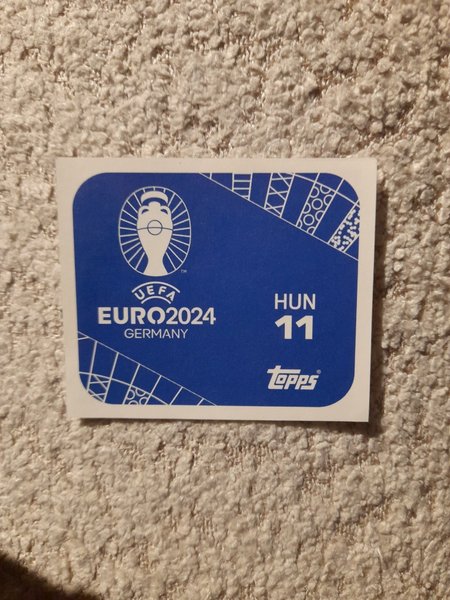 UEFA
EURO2024
GERMANY
HUN
11
Topps